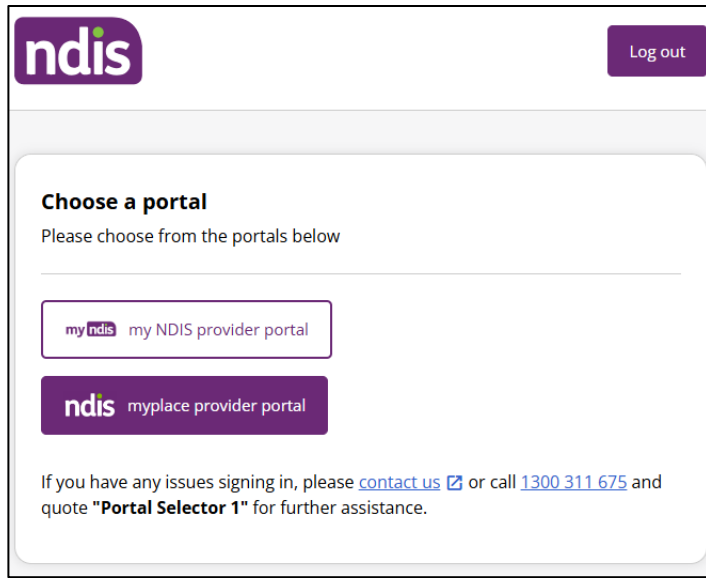 ndis
Log out
Choose a portal
Please choose from the portals below
my ndis my NDIS provider portal
ndis myplace provider portal
If you have any issues signing in, please contact us or call 1300 311 675 and
quote "Portal Selector 1" for further assistance.